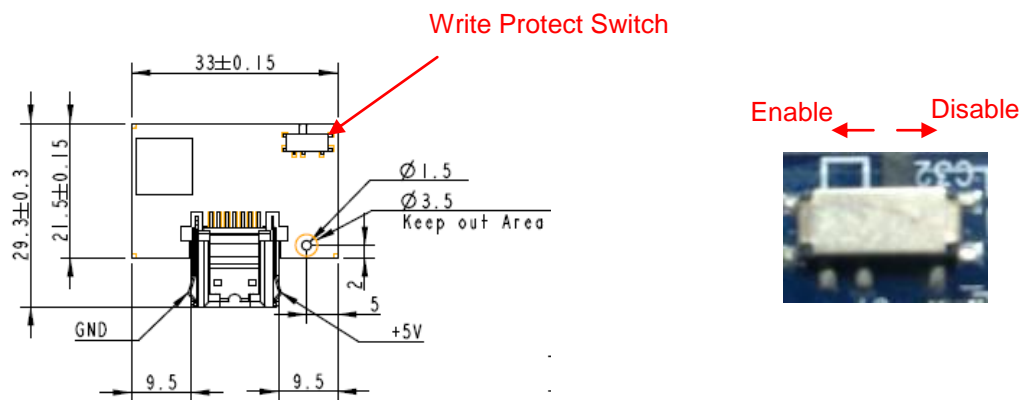 Write Protect Switch
33±0.15
Enable
Disable
29.3±0.3
21.5±0.15
Ø1.5
Ø3.5
Keep out Area
2
5
GND
+5V
9.5
9.5
C32